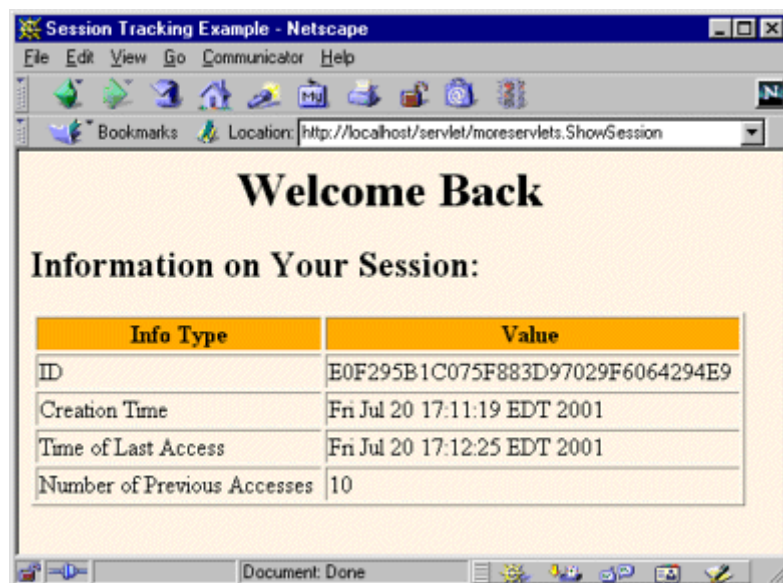 Session Tracking Example - Netscape
File Edit View Go Communicator Help
My
N
Bookmarks Location: http://localhost/servlet/moreservlets.ShowSession
Welcome Back
Information on Your Session:
Info Type Value
ID E0F295B1C075F883D97029F6064294E9
Creation Time Fri Jul 20 17:11:19 EDT 2001
Time of Last Access Fri Jul 20 17:12:25 EDT 2001
Number of Previous Accesses 10
Document: Done